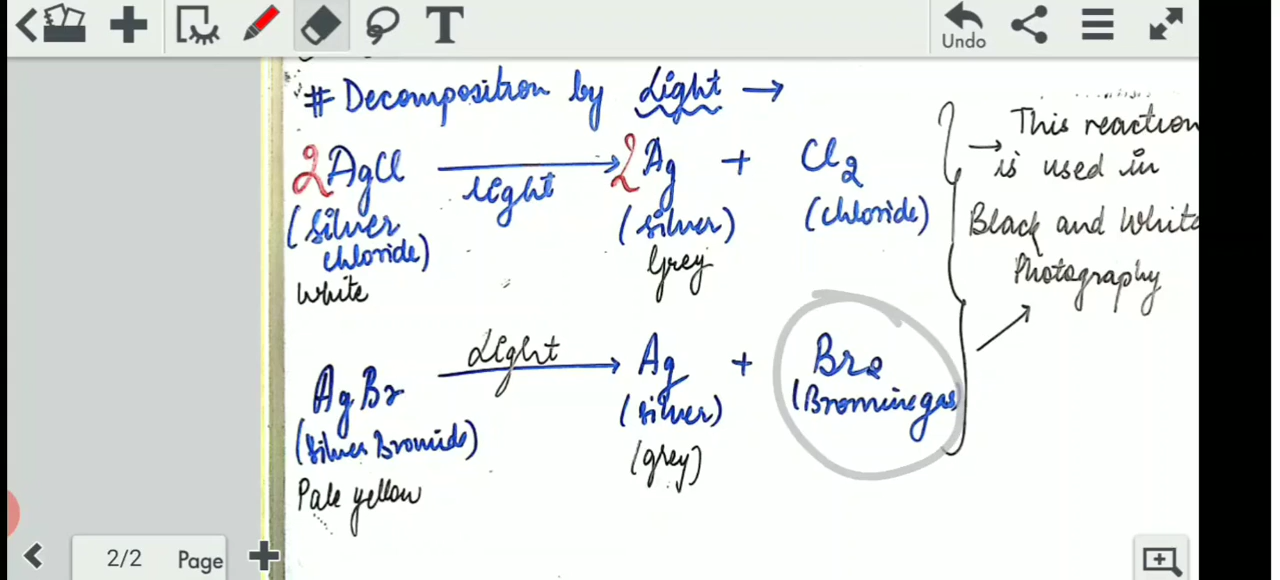 Undo
# Decomposition by Light →
2AgCl light → 2Ag + Cl2
(silver chloride) (silver) (chloride)
White Grey
→ This reaction
is used in
Black and White
Photography
AgBr Light → Ag + Br2
(silver Bromide) (silver) (Bromine gas)
Pale yellow (grey)
2/2 Page